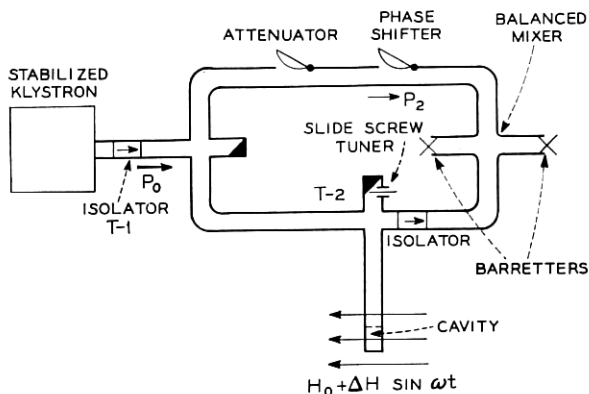 ATTENUATOR
PHASE
SHIFTER
BALANCED
MIXER
STABILIZED
KLYSTRON
P₂
SLIDE SCREW
TUNER
P₀
ISOLATOR
T-1
T-2
ISOLATOR
BARRETTERS
CAVITY
H₀ + ΔH SIN ωt